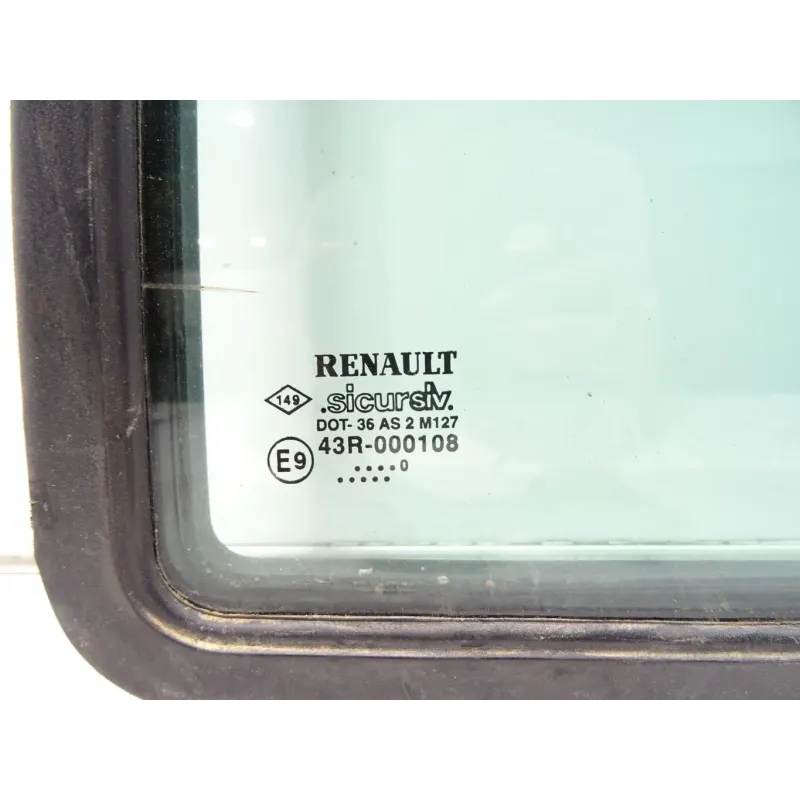 RENAULT
149 .sicursiv.
DOT- 36 AS 2 M127
E9 43R-000108
....0
.....